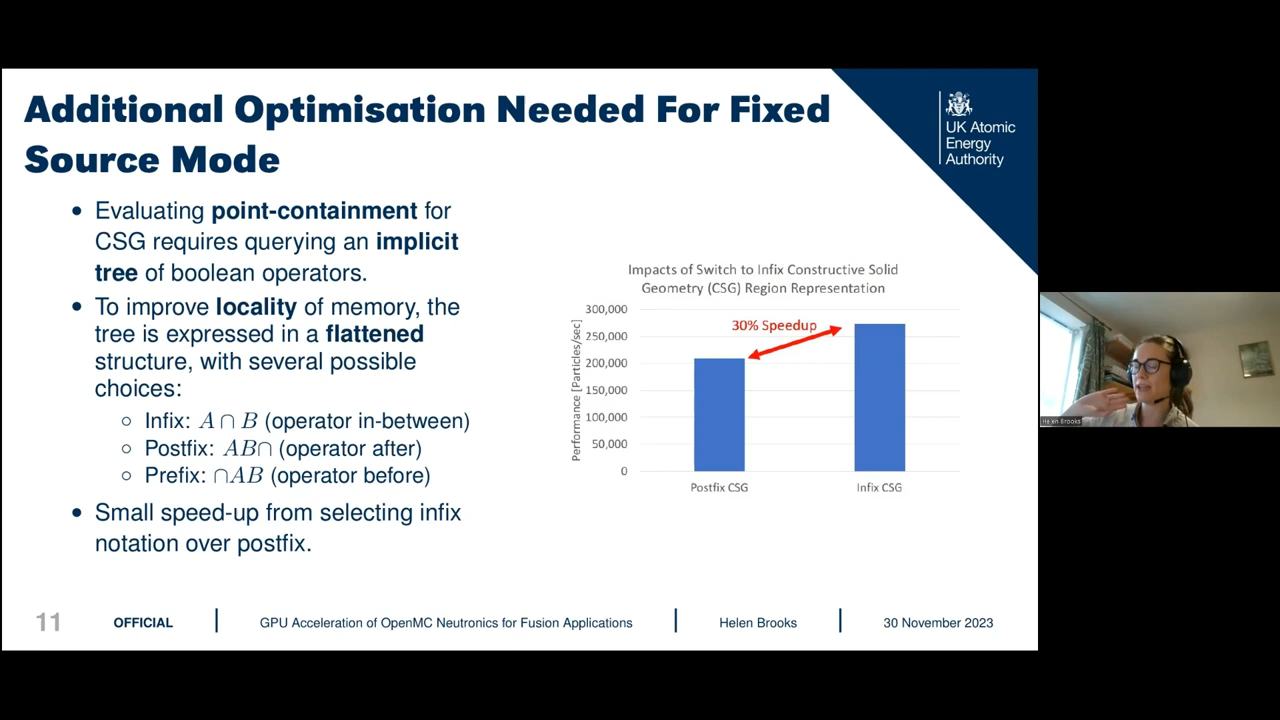 Additional Optimisation Needed For Fixed
Source Mode
UK Atomic
Energy
Authority
• Evaluating point-containment for
CSG requires querying an implicit
tree of boolean operators.
• To improve locality of memory, the
tree is expressed in a flattened
structure, with several possible
choices:
◦ Infix: A ∩ B (operator in-between)
◦ Postfix: AB∩ (operator after)
◦ Prefix: ∩AB (operator before)
• Small speed-up from selecting infix
notation over postfix.
Impacts of Switch to Infix Constructive Solid
Geometry (CSG) Region Representation
Performance [Particles/sec]
300,000
250,000
200,000
150,000
100,000
50,000
0
30% Speedup
Postfix CSG
Infix CSG
Helen Brooks
11
OFFICIAL
GPU Acceleration of OpenMC Neutronics for Fusion Applications
Helen Brooks
30 November 2023